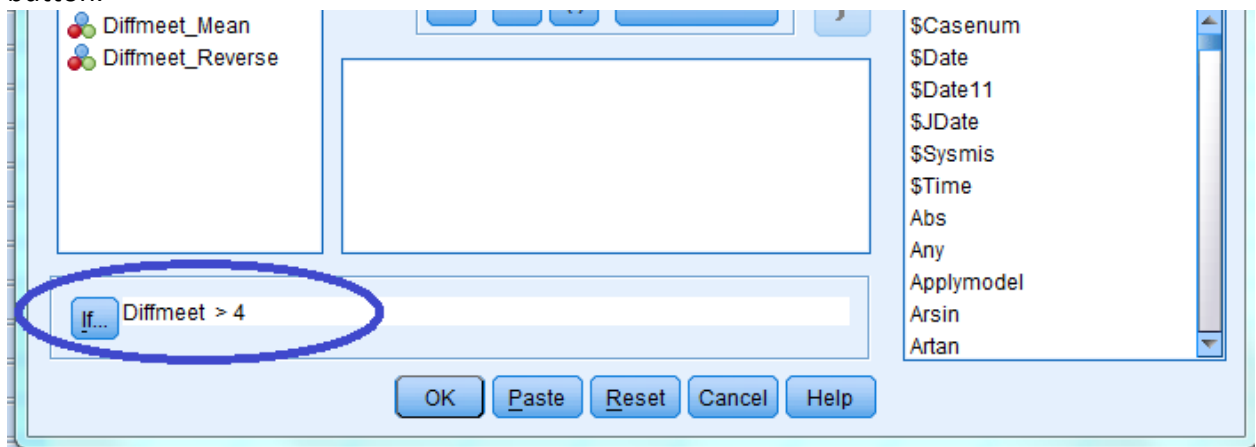 Diffmeet_Mean
Diffmeet_Reverse
$Casenum
$Date
$Date11
$JDate
$Sysmis
$Time
Abs
Any
Applymodel
Arsin
Artan
If... Diffmeet > 4
OK Paste Reset Cancel Help